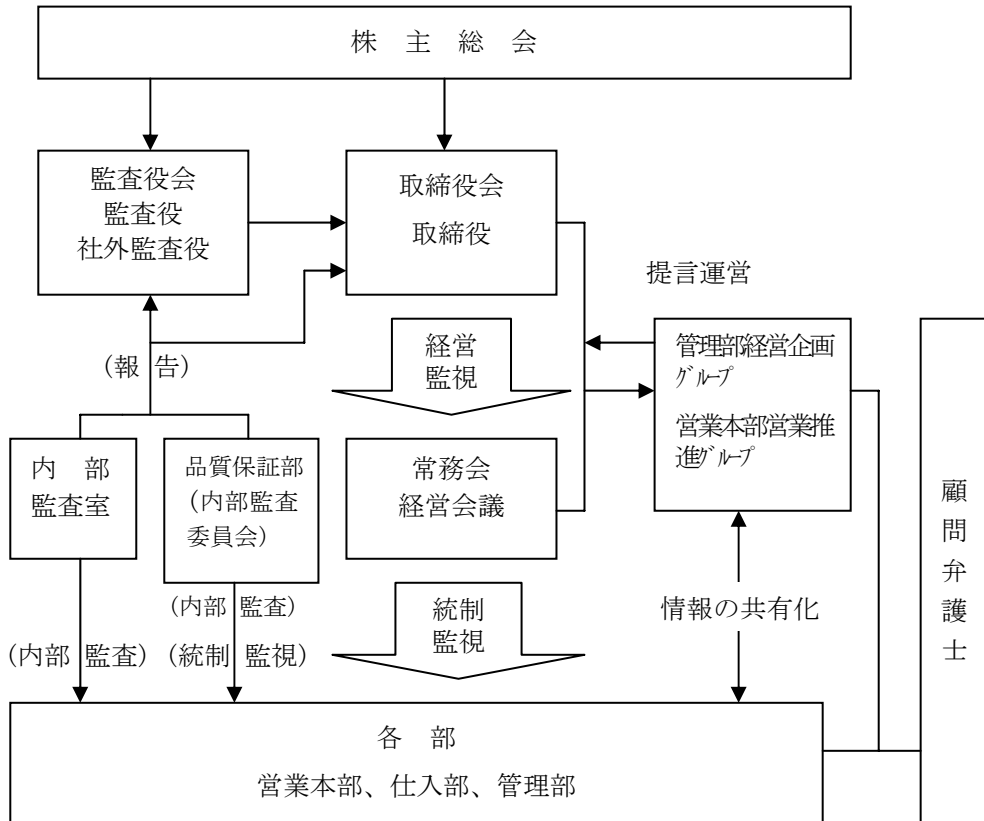 株 主 総 会
監査役会
監査役
社外監査役
取締役会
取締役
提言運営
(報 告)
経営
監視
管理部経営企画
グループ
営業本部営業推
進グループ
内 部
監査室
品質保証部
(内部監査
委員会)
常務会
経営会議
顧問弁護士
(内部 監査)
(内部 監査)
(統制 監視)
統制
監視
情報の共有化
各 部
営業本部、仕入部、管理部